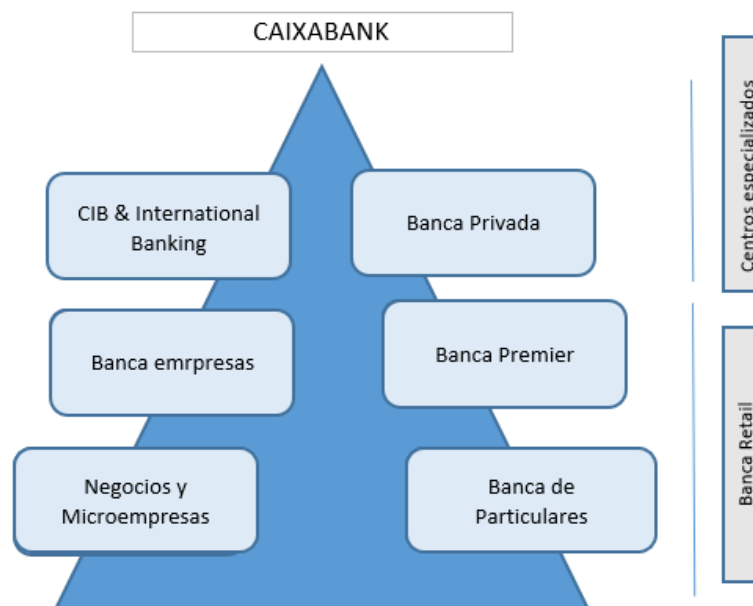 CAIXABANK
CIB & International
Banking
Banca Privada
Banca emrpresas
Banca Premier
Negocios y
Microempresas
Banca de
Particulares
Centros especializados
Banca Retail